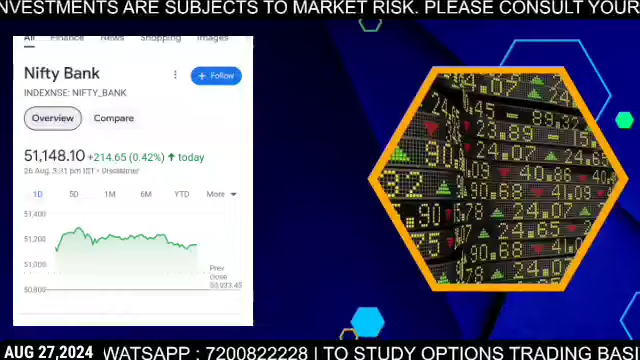 NVESTMENTS ARE SUBJECTS TO MARKET RISK. PLEASE CONSULT YOUR
All Finance News Shopping Images
Nifty Bank
+ Follow
INDEXNSE: NIFTY_BANK
Overview Compare
51,148.10 +214.65 (0.42%) ↑ today
26 Aug, 3:31 pm IST • Disclaimer
1D 5D 1M 6M YTD More
51,400
51,200
51,000
Prev
close
50,800
AUG 27,2024 WATSAPP : 7200822228 | TO STUDY OPTIONS TRADING BASI